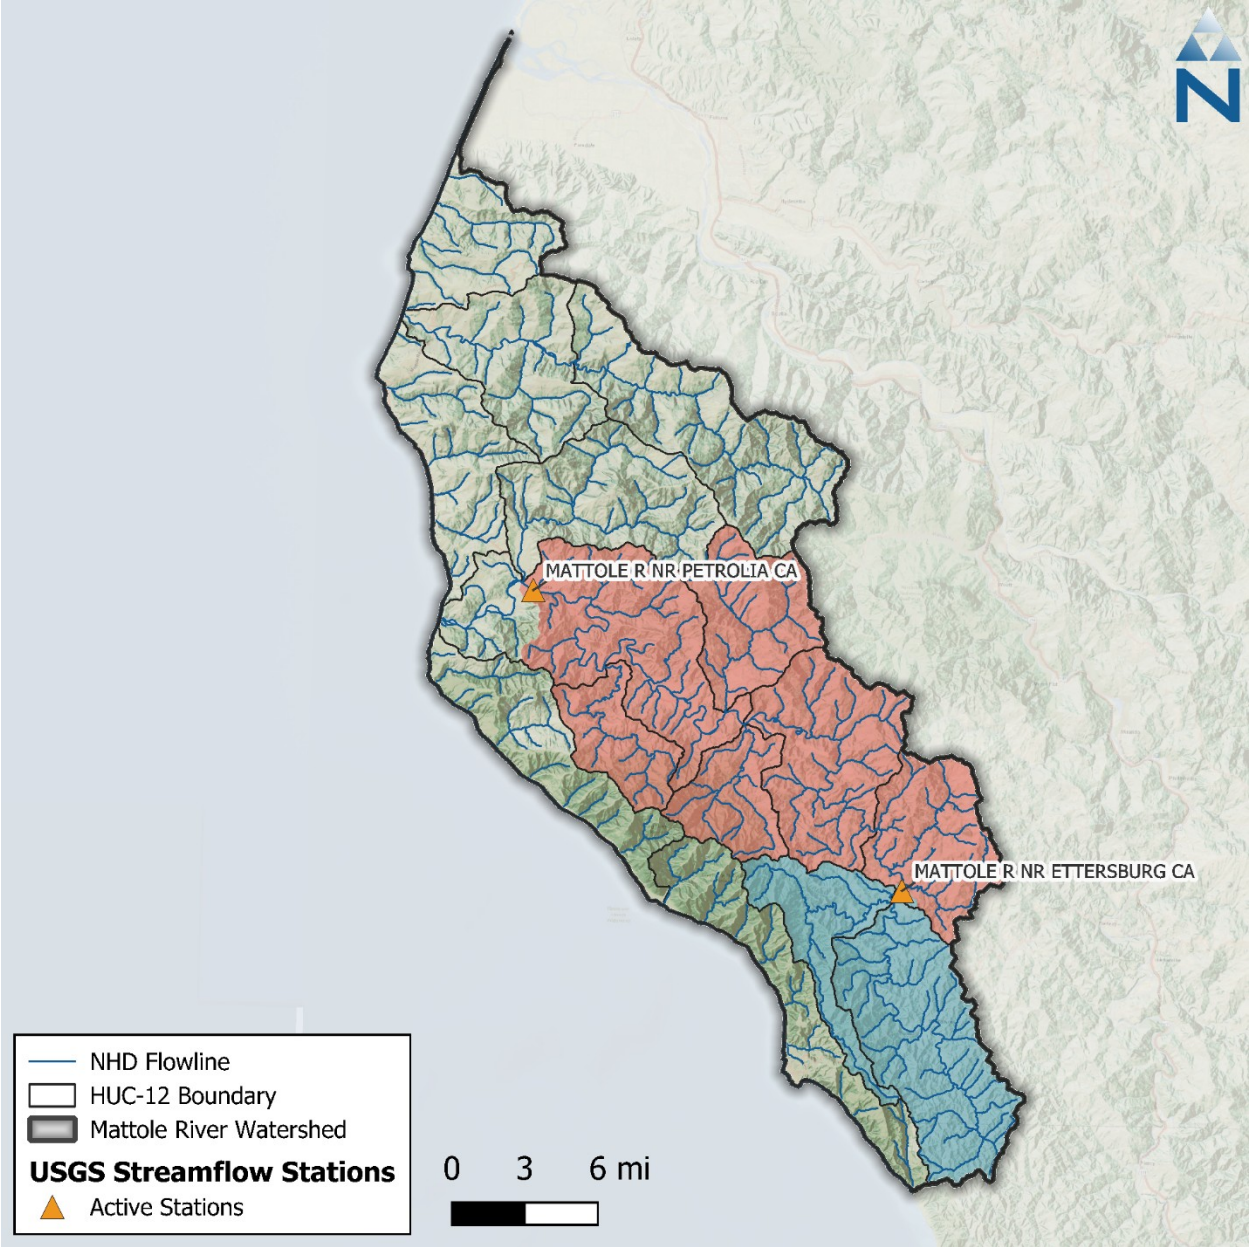 N
MATTOLE R NR PETROLIA CA
MATTOLE R NR ETTERSBURG CA
NHD Flowline
HUC-12 Boundary
Mattole River Watershed
USGS Streamflow Stations
Active Stations
0 3 6 mi